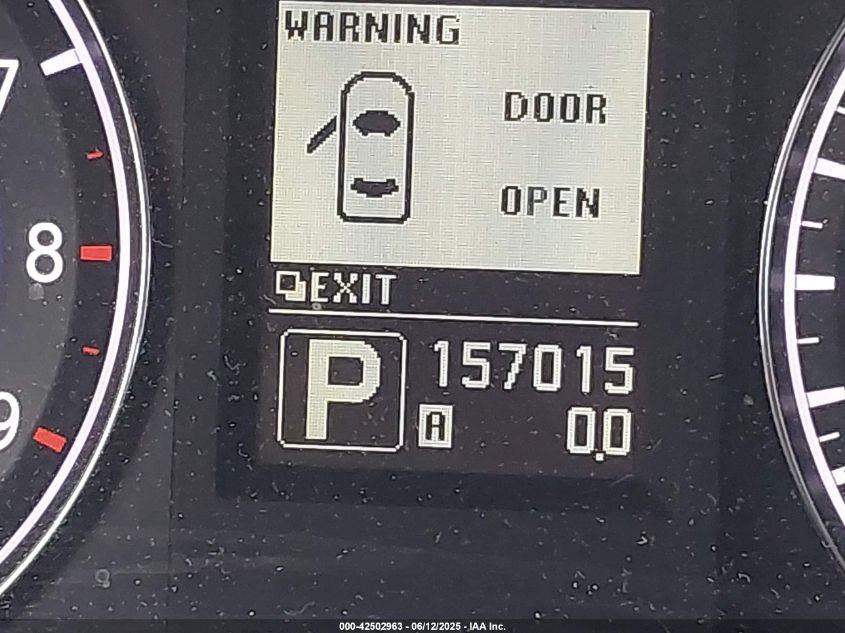 WARNING
DOOR
OPEN
EXIT
7
8
9
P
157015
A
0.0
000-42502963 - 06/12/2025 - IAA Inc.